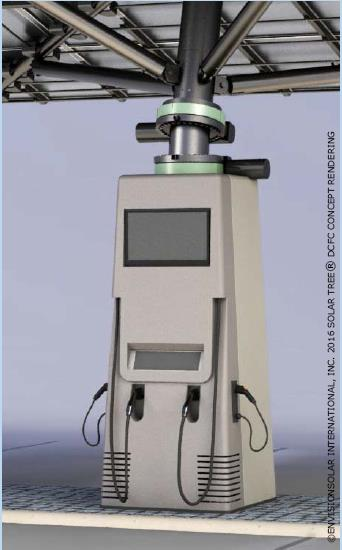 ©ENVISIONSOLAR INTERNATIONAL, INC. 2016 SOLAR TREE® DCFC CONCEPT RENDERING